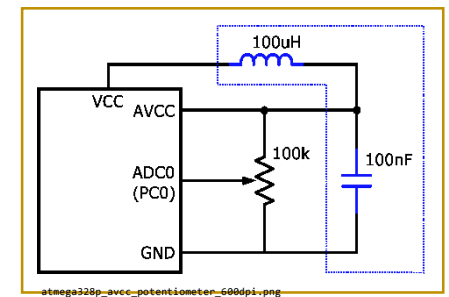 100uH
VCC
AVCC
100k
100nF
ADC0
(PC0)
GND
atmega328p_avcc_potentiometer_600dpi.png